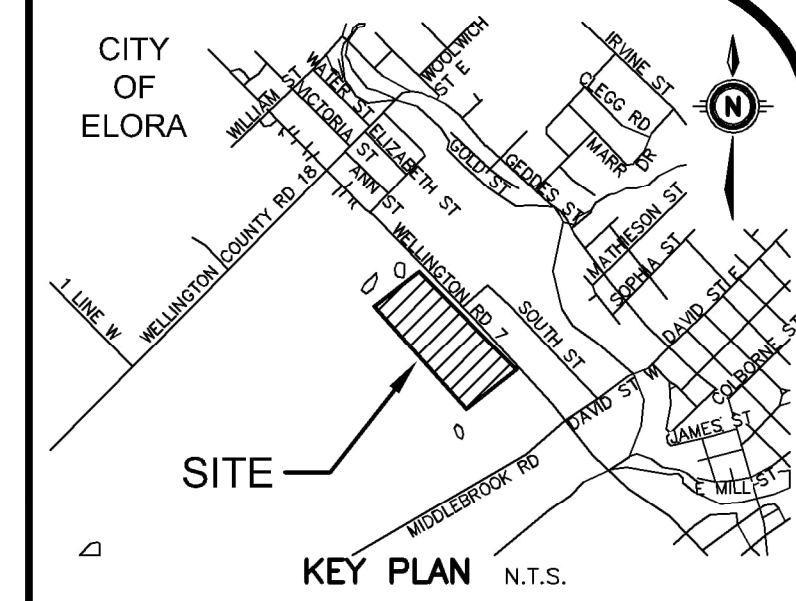 CITY
OF
ELORA
WILLIAM ST
WATER ST
VICTORIA ST
ELIZABETH ST
ANN ST
WOOLWICH
ST E
GOLD ST
GEDDES ST
IRVINE ST
CLEGG RD
MARR DR
N
MATHIESON ST
SOPHIA ST
DAVID ST E
COLBORNE ST
1 LINE W
WELLINGTON COUNTY RD 18
WELLINGTON RD 7
SOUTH ST
DAVID ST W
JAMES ST
E MILL ST
MIDDLEBROOK RD
SITE
KEY PLAN N.T.S.